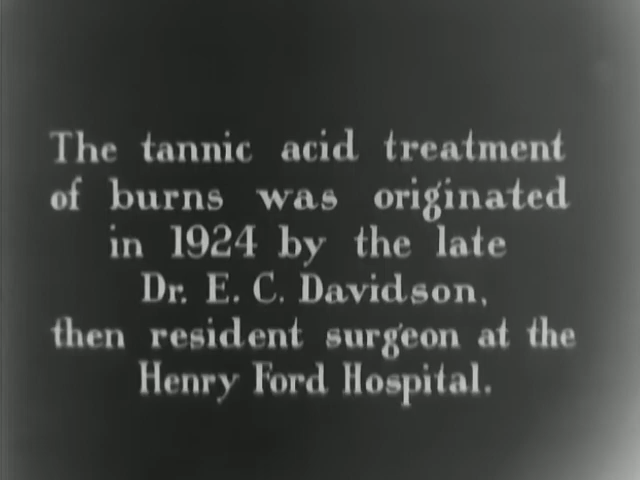 The tannic acid treatment
of burns was originated
in 1924 by the late
Dr. E. C. Davidson,
then resident surgeon at the
Henry Ford Hospital.